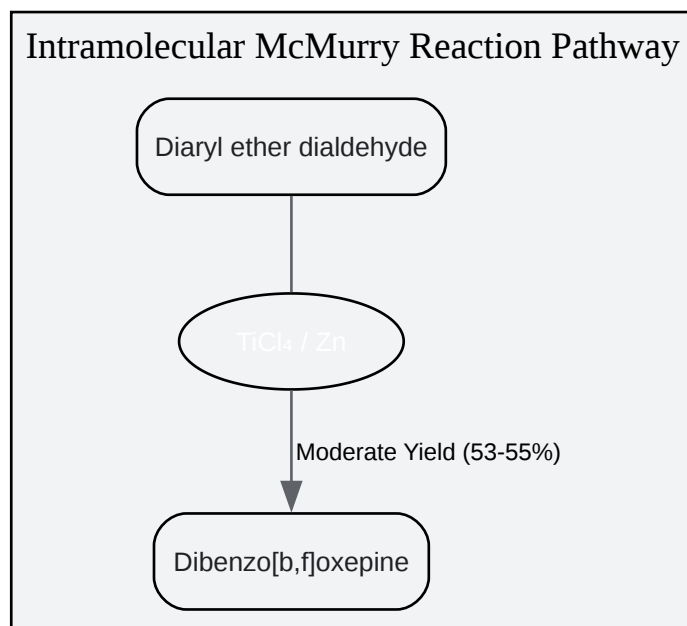 Intramolecular McMurry Reaction Pathway
Diaryl ether dialdehyde
TiCl₄ / Zn
Moderate Yield (53-55%)
Dibenzo[b,f]oxepine